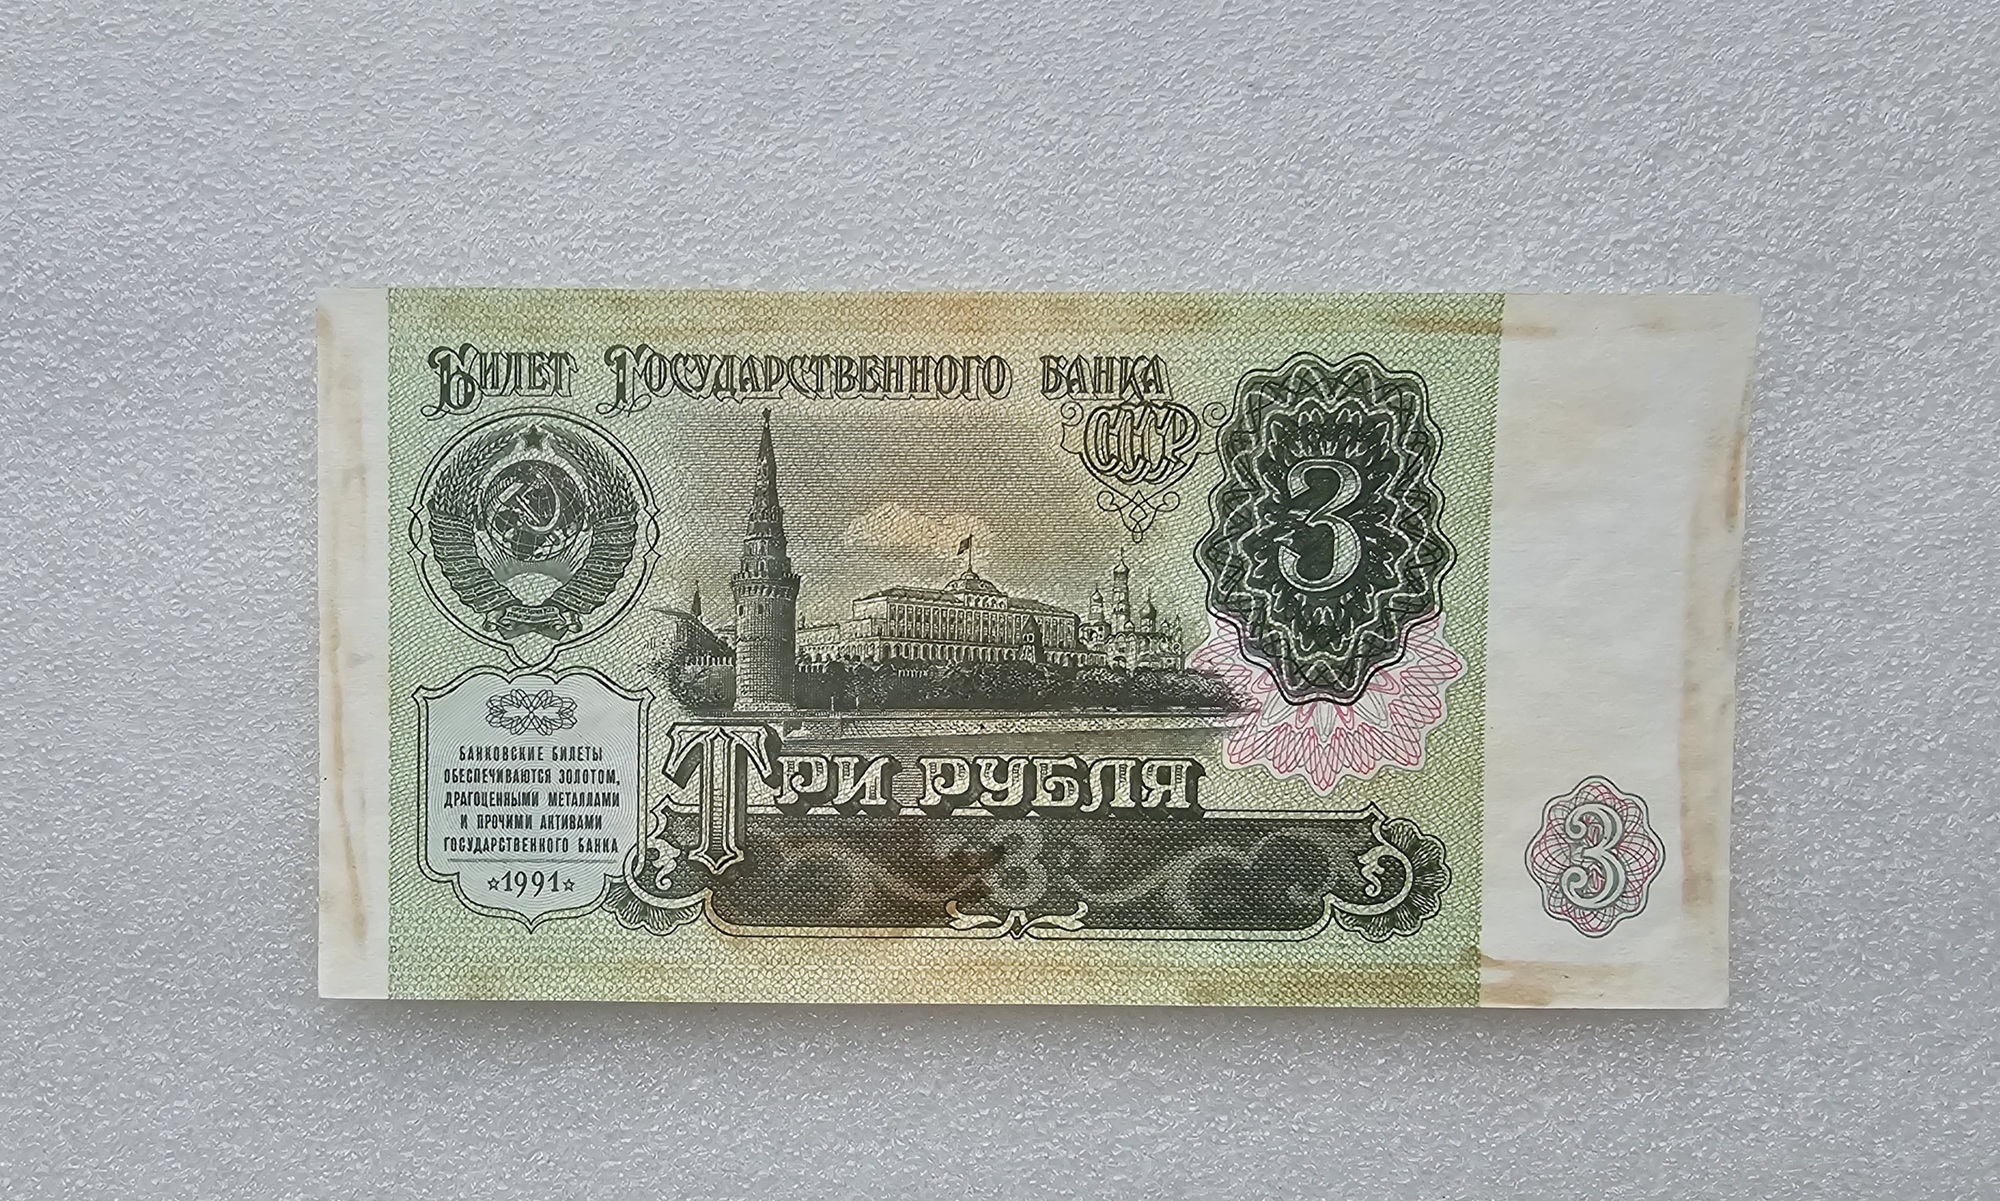 Билет Государственного банка
СССР
3
Три рубля
БАНКОВСКИЕ БИЛЕТЫ
ОБЕСПЕЧИВАЮТСЯ ЗОЛОТОМ,
ДРАГОЦЕННЫМИ МЕТАЛЛАМИ
И ПРОЧИМИ АКТИВАМИ
ГОСУДАРСТВЕННОГО БАНКА
☆1991☆
3